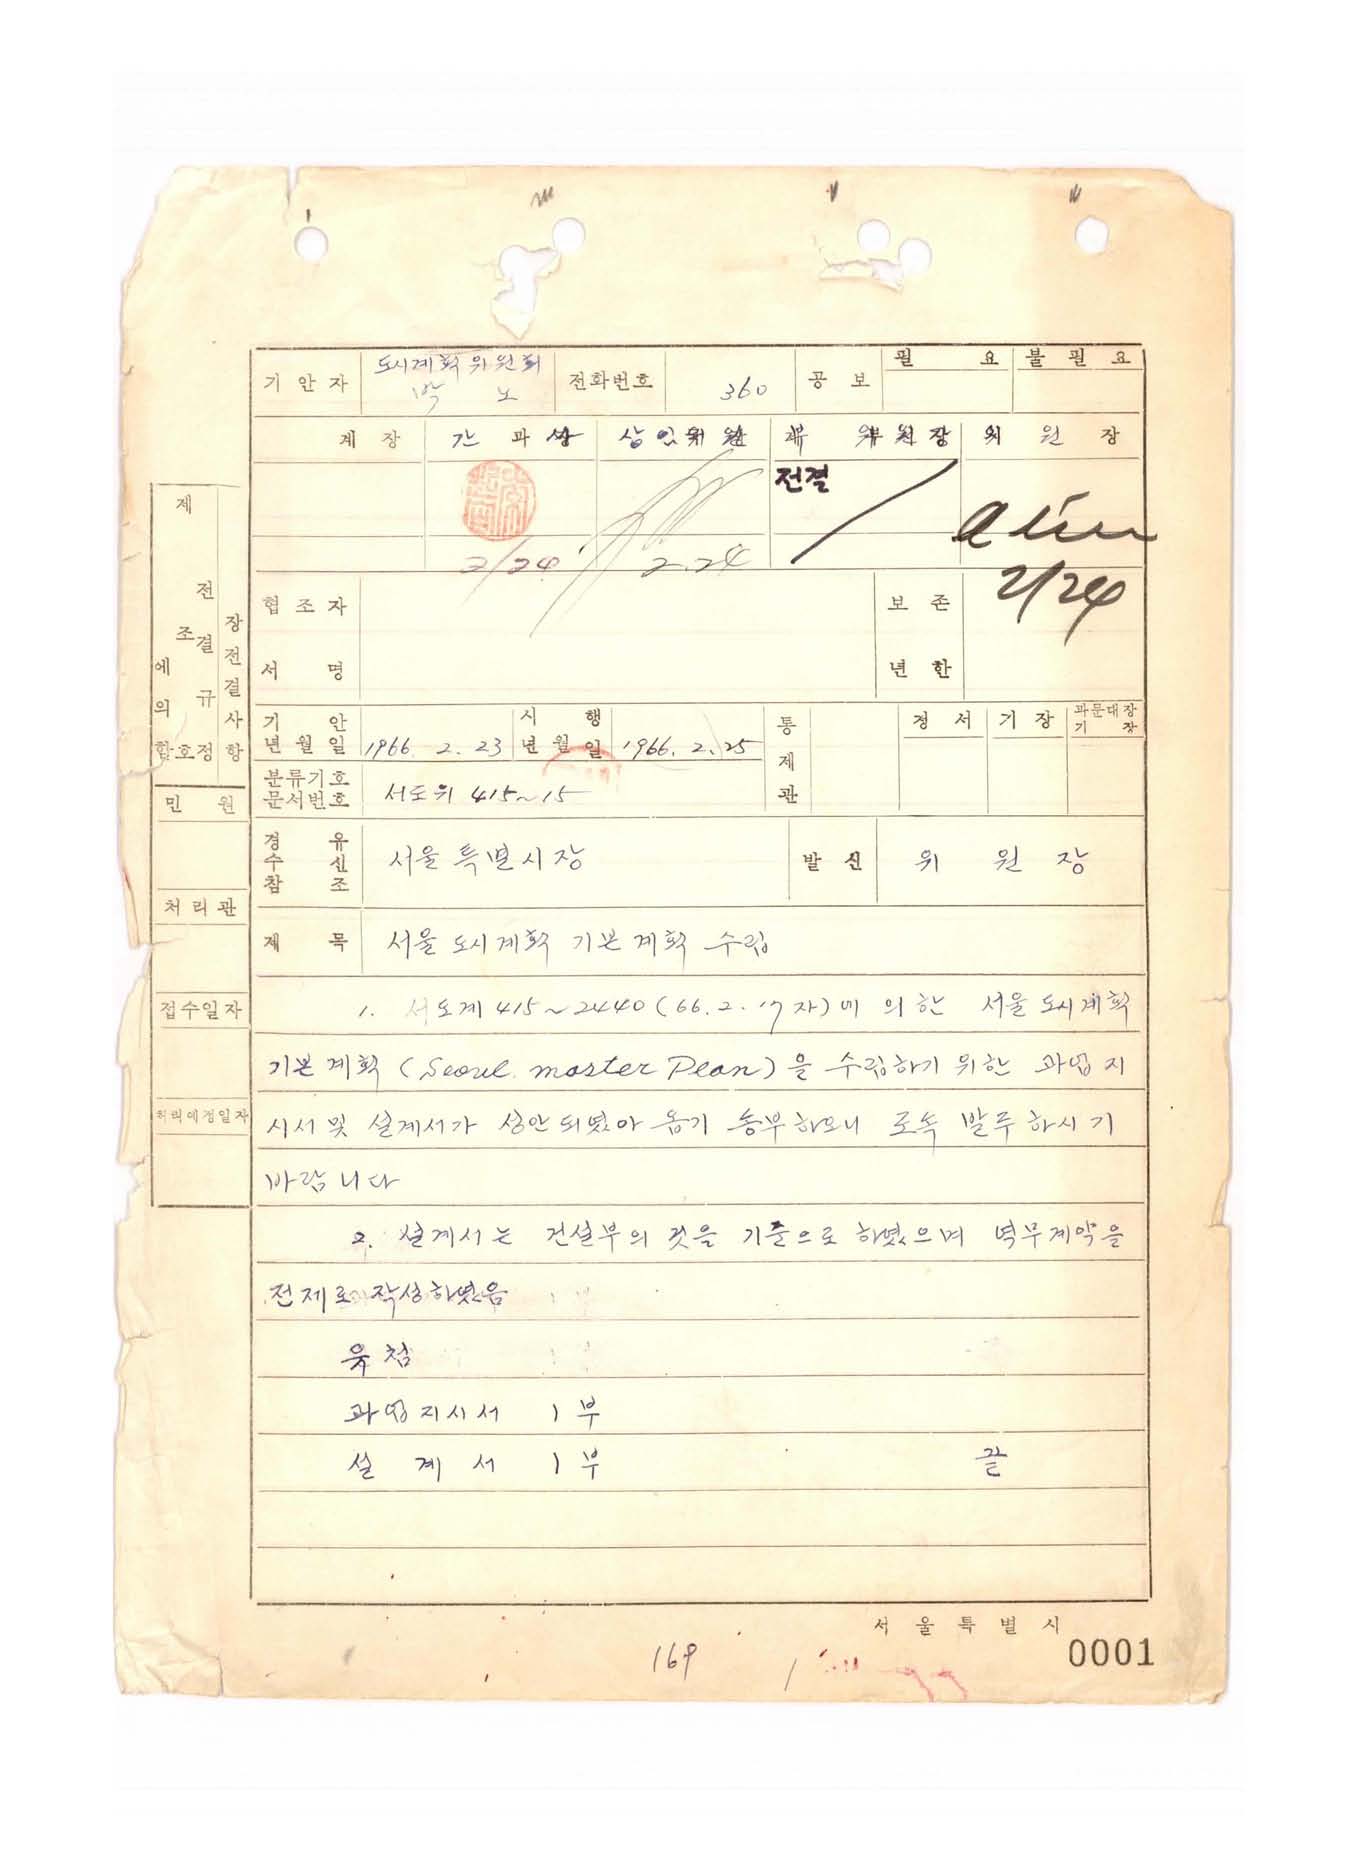 기안자 도시계획위원회 박 노 전화번호 360 공보 필요 불필요
계장 간 과 사 상임위원 부 위원장 위원장
전결
2/24 2.24 2/24
협조자
서명
보존
년한
기안
년월일 1966. 2. 23
시행
년월일 1966. 2. 25
통제관
정서 기장 과문대장
기장
분류기호
문서번호 서도위 415~15
경유
수신
참조
서울특별시장 발신 위원장
제목 서울 도시계획 기본계획 수립
1. 서도계 415~2440 (66. 2. 17자)에 의한 서울 도시계획
기본계획 (Seoul master Plan)을 수립하기 위한 과업지
시서 및 설계서가 성안되었아옵기 송부하오니 조속 발주하시기
바랍니다
2. 설계서는 건설부의 것을 기준으로 하였으며 역무계약을
전제로 작성하였음
유첨
과업지시서 1부
설계서 1부 끝
제 조 에 의함
전결규정 호
장전결사항
민원
처리관
접수일자
처리예정일자
서울특별시
169
0001